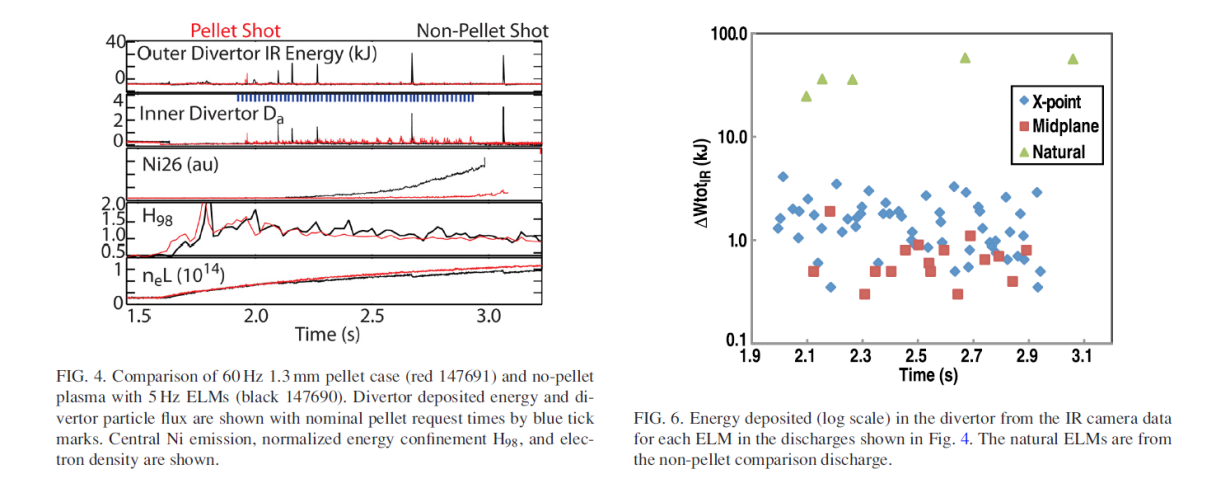 Pellet Shot
Non-Pellet Shot
40
Outer Divertor IR Energy (kJ)
0
4
Inner Divertor Da
2
0
Ni26 (au)
2.0
1.5
H98
1.0
0.5
1
neL (10^14)
0
1.5 2.0 2.5 3.0
Time (s)
FIG. 4. Comparison of 60 Hz 1.3 mm pellet case (red 147691) and no-pellet
plasma with 5 Hz ELMs (black 147690). Divertor deposited energy and di-
vertor particle flux are shown with nominal pellet request times by blue tick
marks. Central Ni emission, normalized energy confinement H98, and elec-
tron density are shown.
100.0
X-point
Midplane
Natural
10.0
ΔWtotIR (kJ)
1.0
0.1
1.9 2.1 2.3 2.5 2.7 2.9 3.1
Time (s)
FIG. 6. Energy deposited (log scale) in the divertor from the IR camera data
for each ELM in the discharges shown in Fig. 4. The natural ELMs are from
the non-pellet comparison discharge.